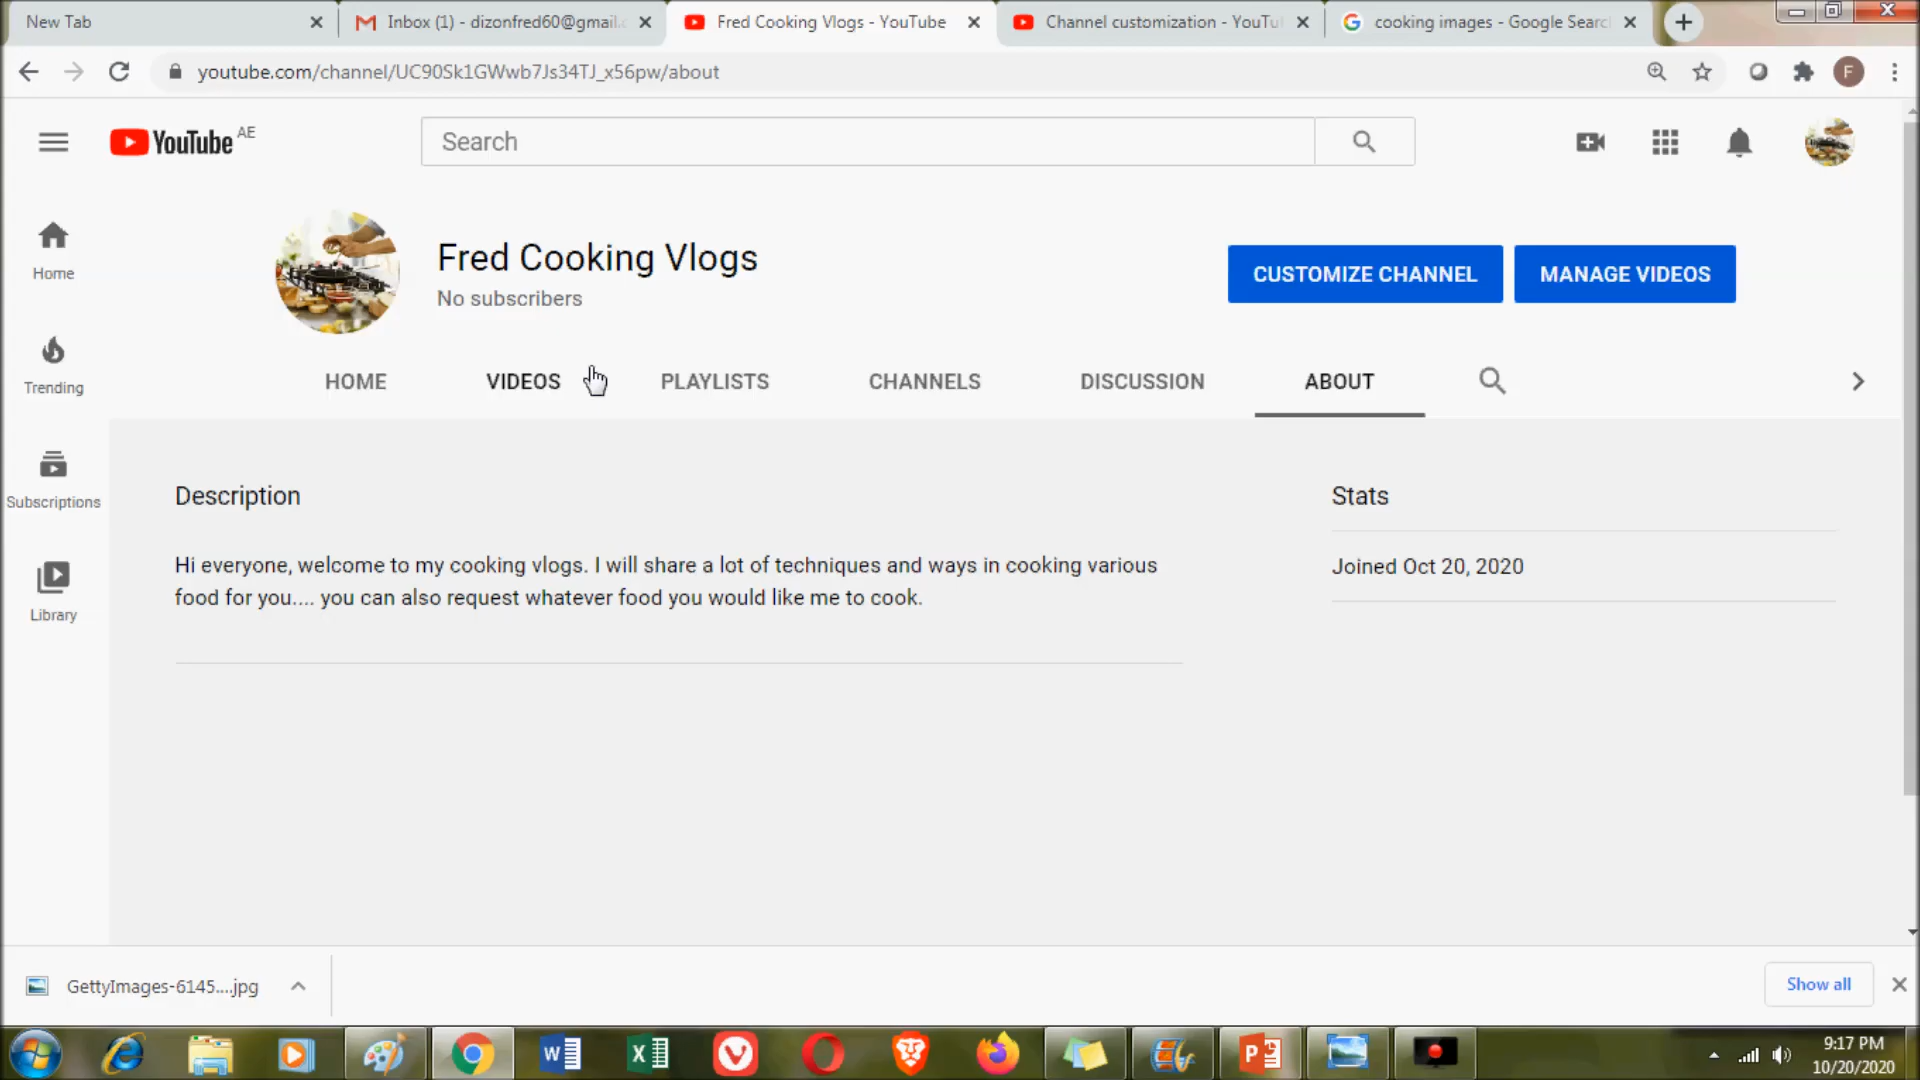 New Tab
Inbox (1) - dizonfred60@gmail.
Fred Cooking Vlogs - YouTube
Channel customization - YouTu
cooking images - Google Searc
youtube.com/channel/UC90Sk1GWwb7Js34TJ_x56pw/about
F
YouTube AE
Search
Home
Trending
Subscriptions
Library
Fred Cooking Vlogs
No subscribers
CUSTOMIZE CHANNEL
MANAGE VIDEOS
HOME
VIDEOS
PLAYLISTS
CHANNELS
DISCUSSION
ABOUT
Description
Hi everyone, welcome to my cooking vlogs. I will share a lot of techniques and ways in cooking various
food for you.... you can also request whatever food you would like me to cook.
Stats
Joined Oct 20, 2020
GettyImages-6145....jpg
Show all
9:17 PM
10/20/2020